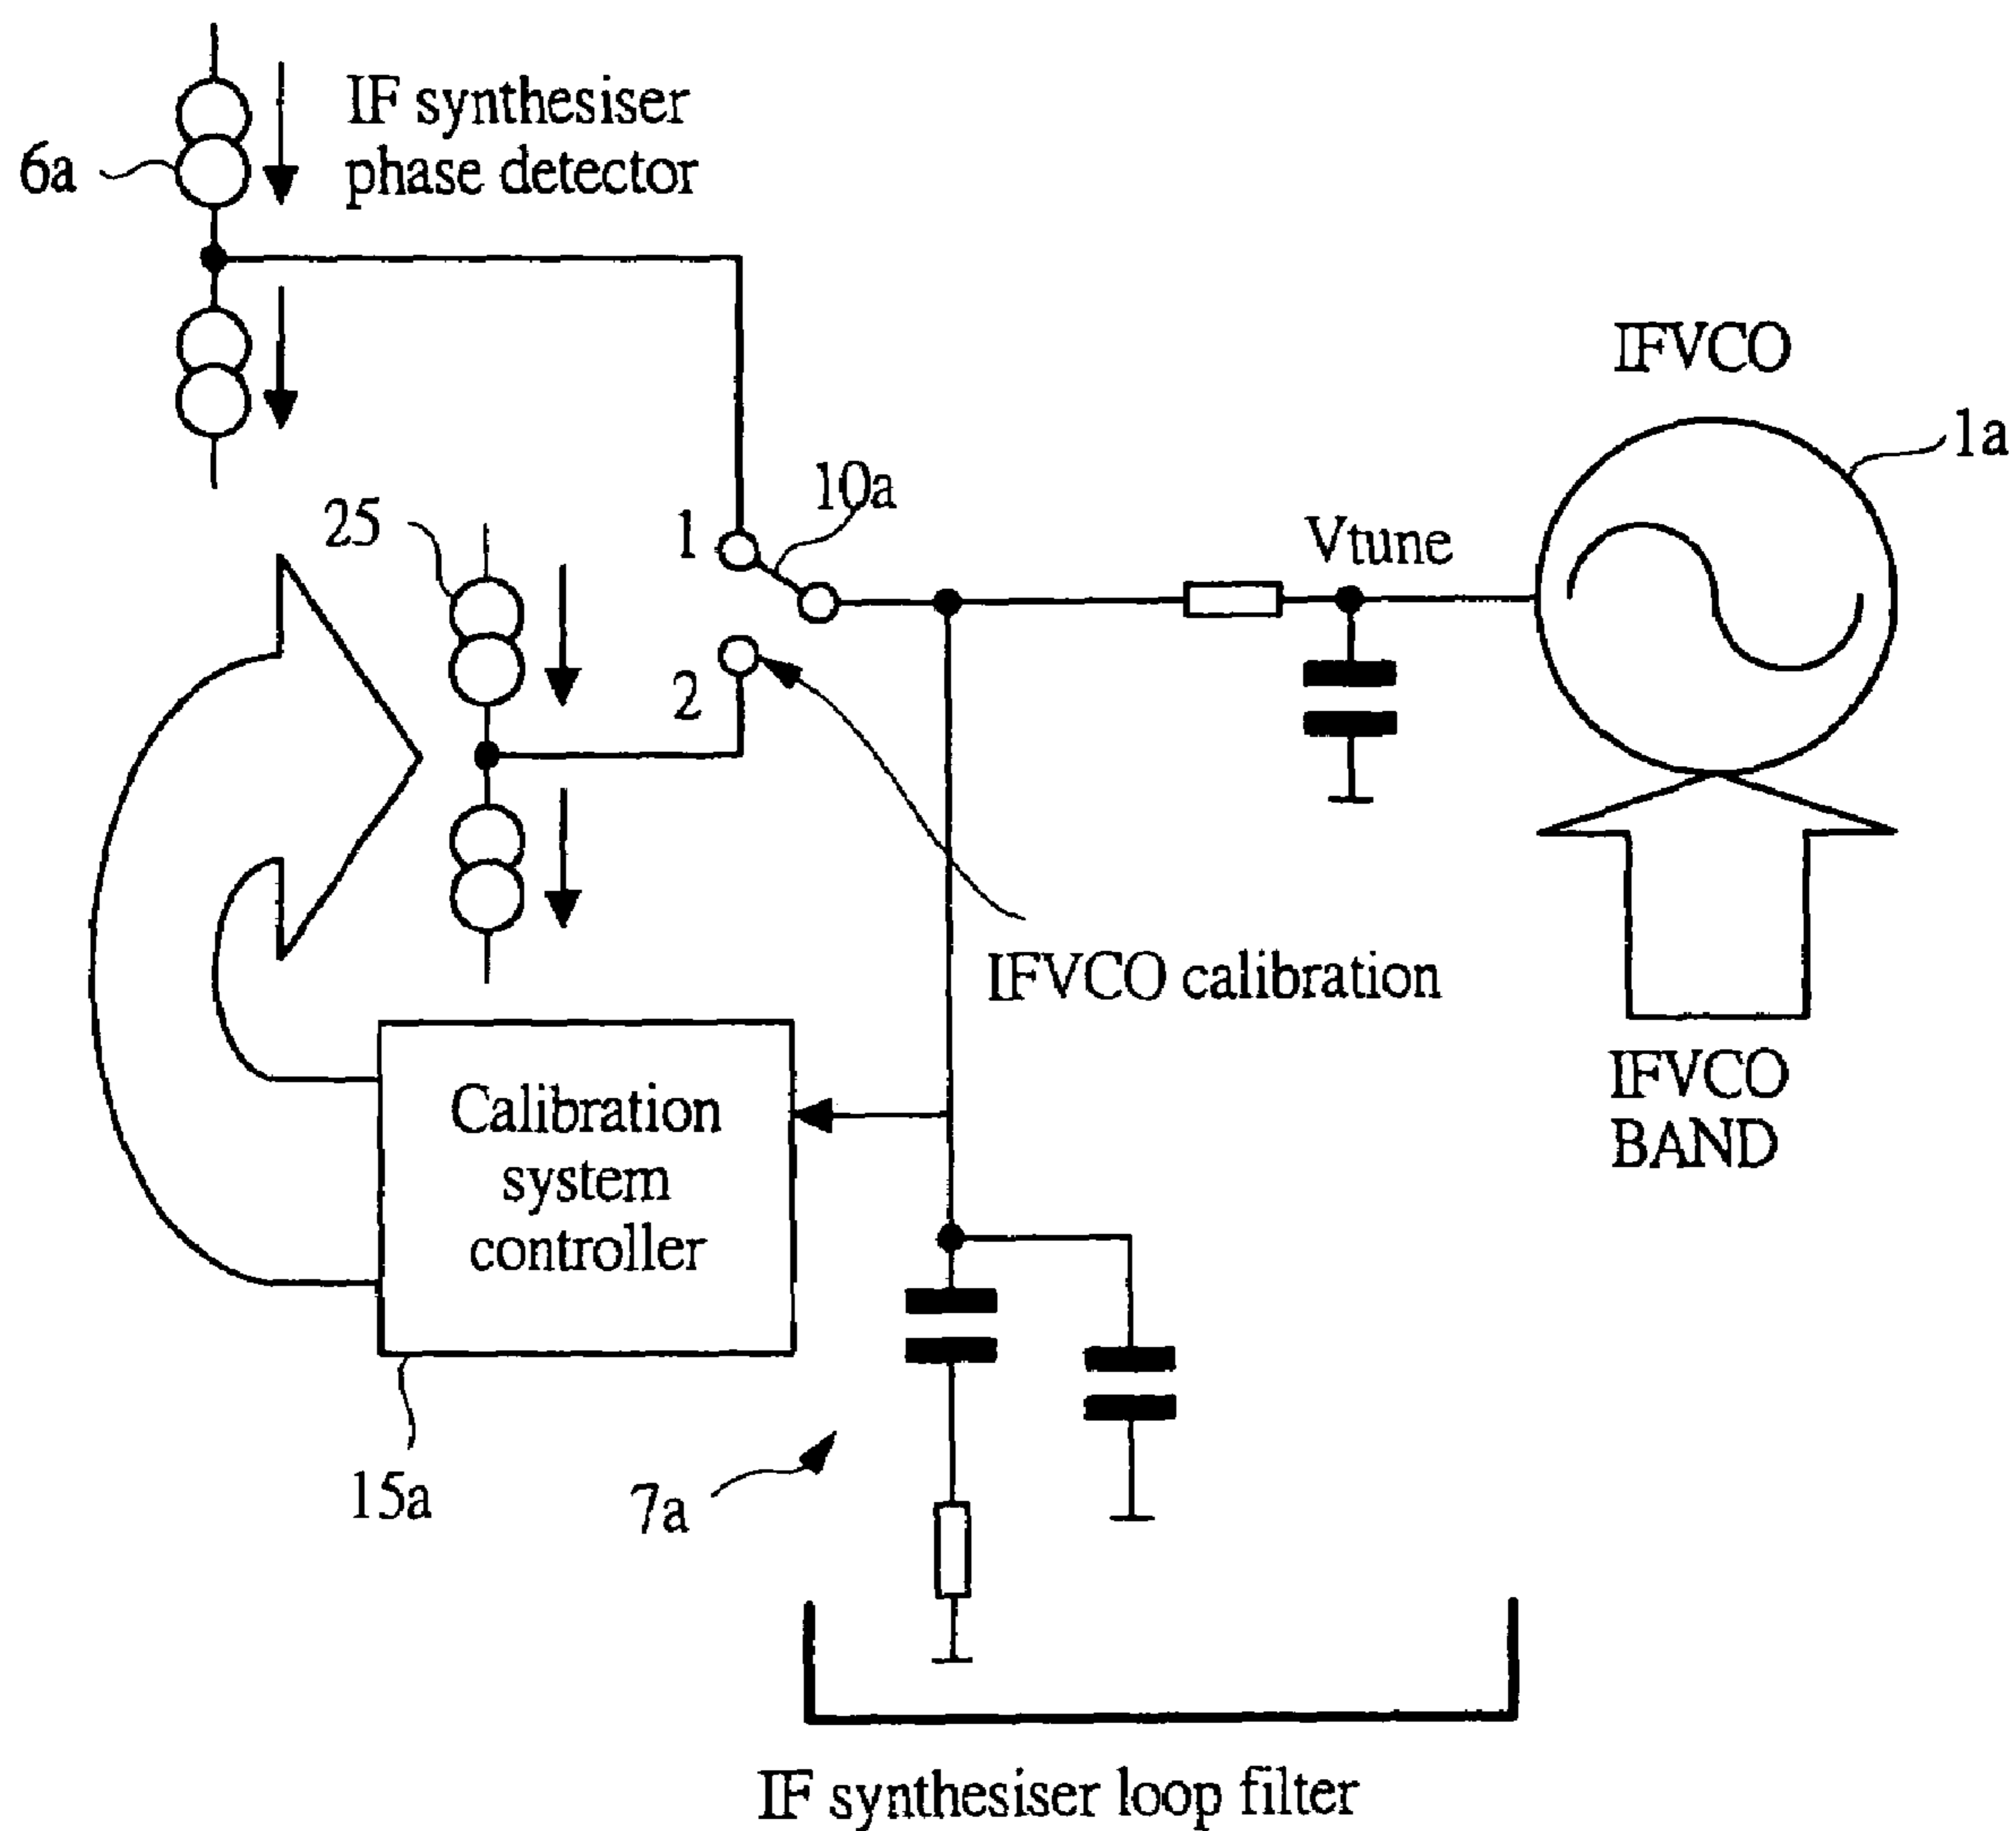 IF synthesiser
phase detector
6a
IFVCO
1a
10a
25
1
Vtune
2
IFVCO calibration
IFVCO
BAND
Calibration
system
controller
15a
7a
IF synthesiser loop filter